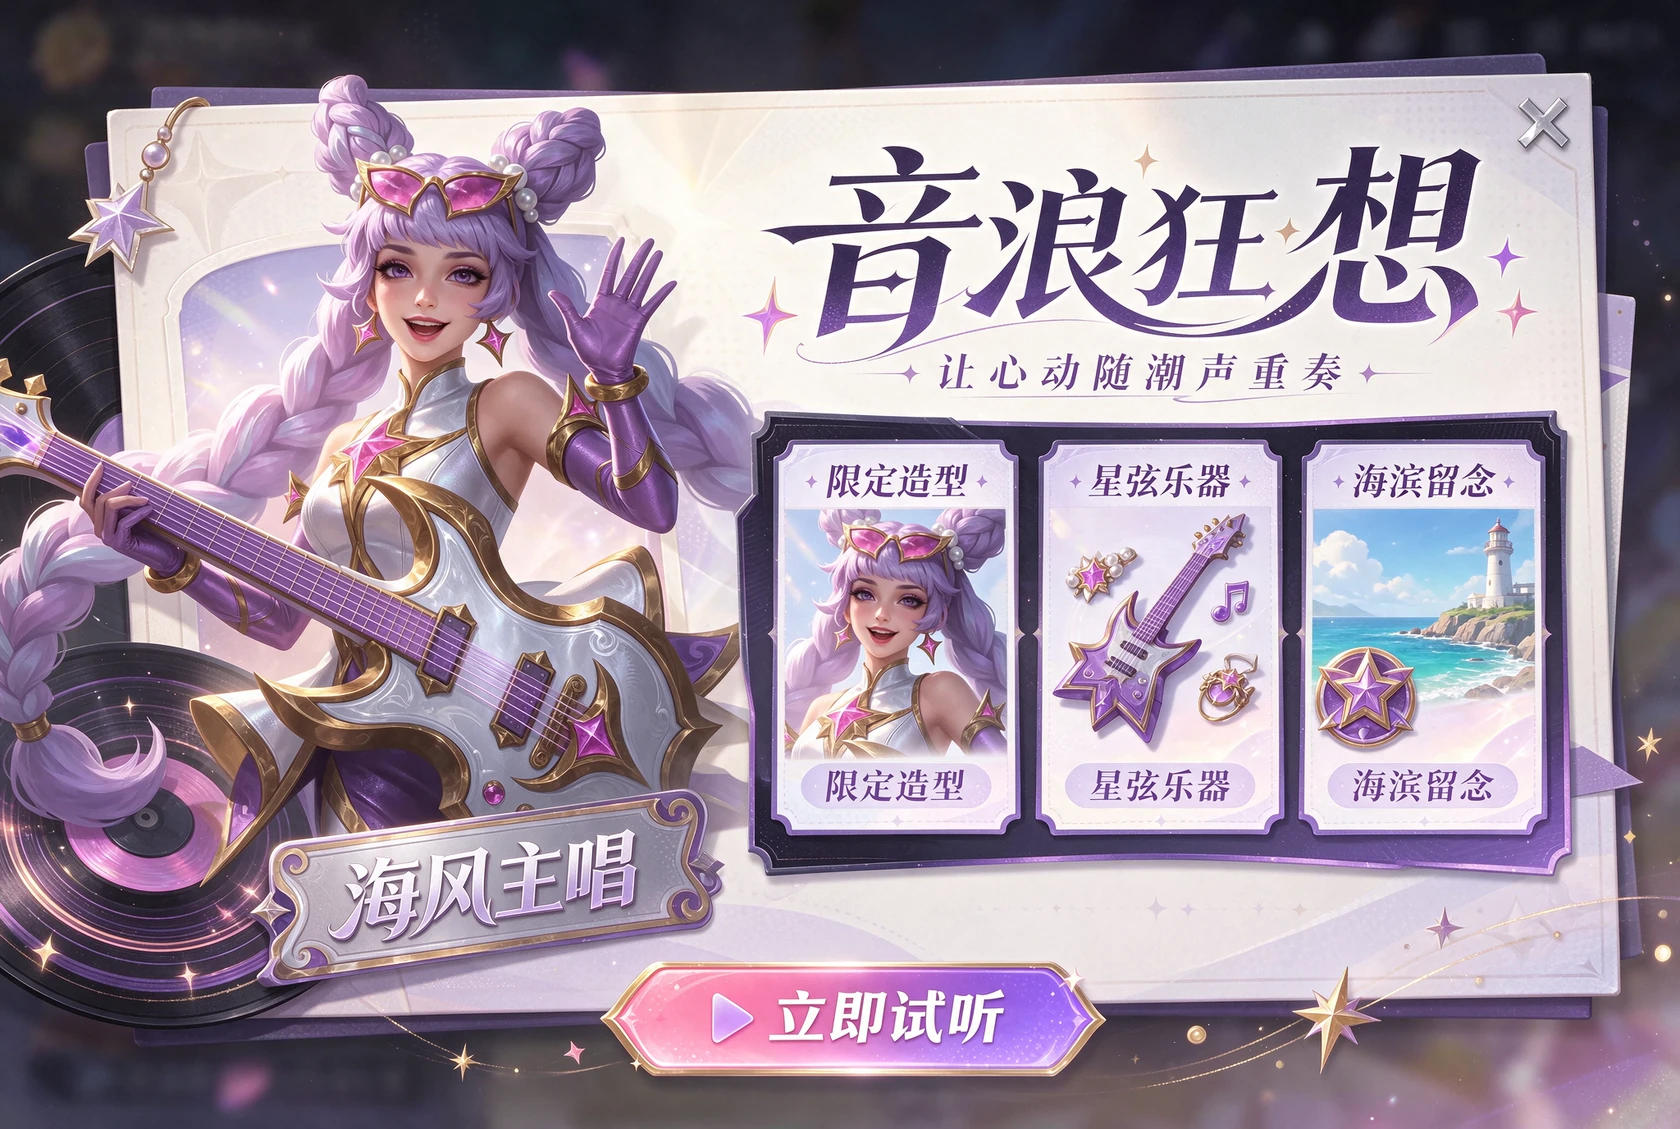 音浪狂想
让心动随潮声重奏
限定造型
星弦乐器
海滨留念
限定造型
星弦乐器
海滨留念
海风主唱
立即试听